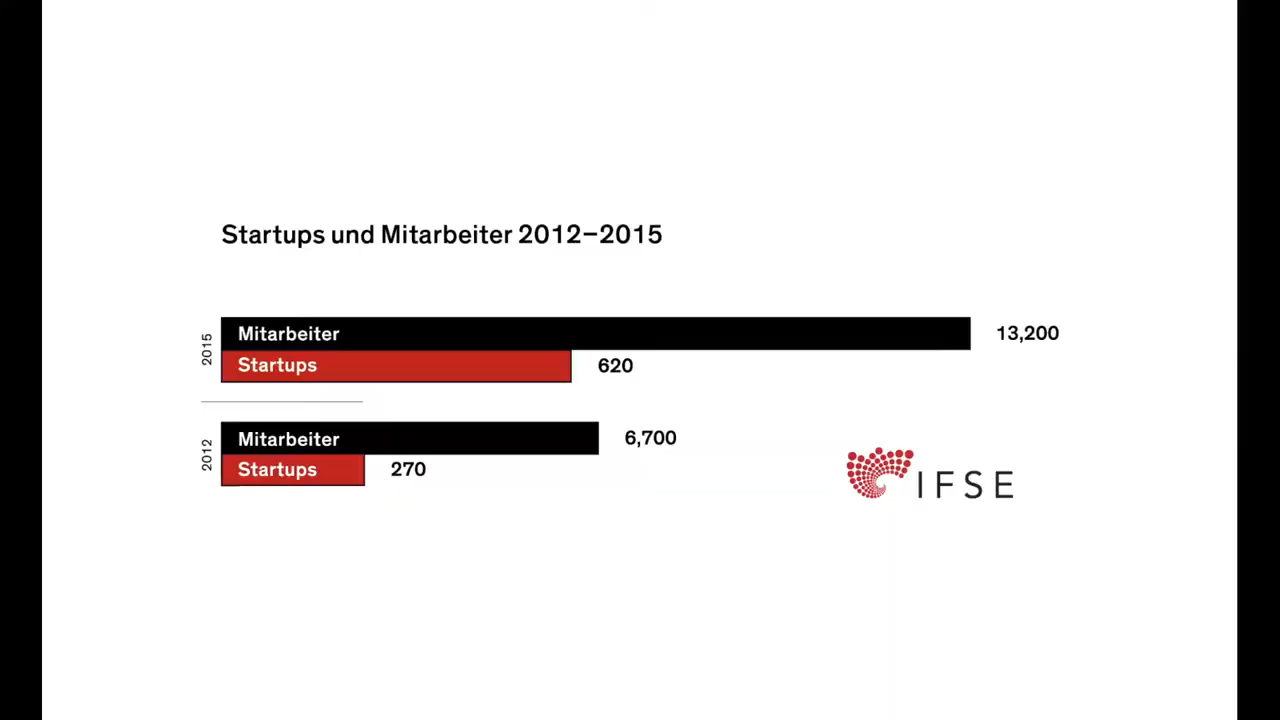 Startups und Mitarbeiter 2012–2015
2015
Mitarbeiter 13,200
Startups 620
2012
Mitarbeiter 6,700
Startups 270
IFSE